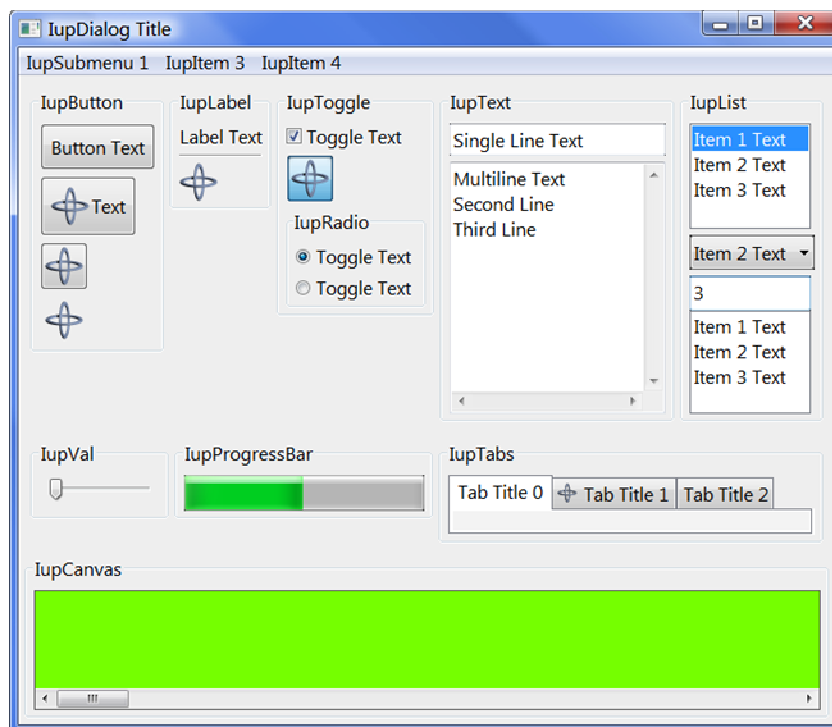 IupDialog Title
IupSubmenu 1 IupItem 3 IupItem 4
IupButton
Button Text
Text
IupLabel
Label Text
IupToggle
Toggle Text
IupRadio
Toggle Text
Toggle Text
IupText
Single Line Text
Multiline Text
Second Line
Third Line
IupList
Item 1 Text
Item 2 Text
Item 3 Text
Item 2 Text
3
Item 1 Text
Item 2 Text
Item 3 Text
IupVal
IupProgressBar
IupTabs
Tab Title 0 Tab Title 1 Tab Title 2
IupCanvas